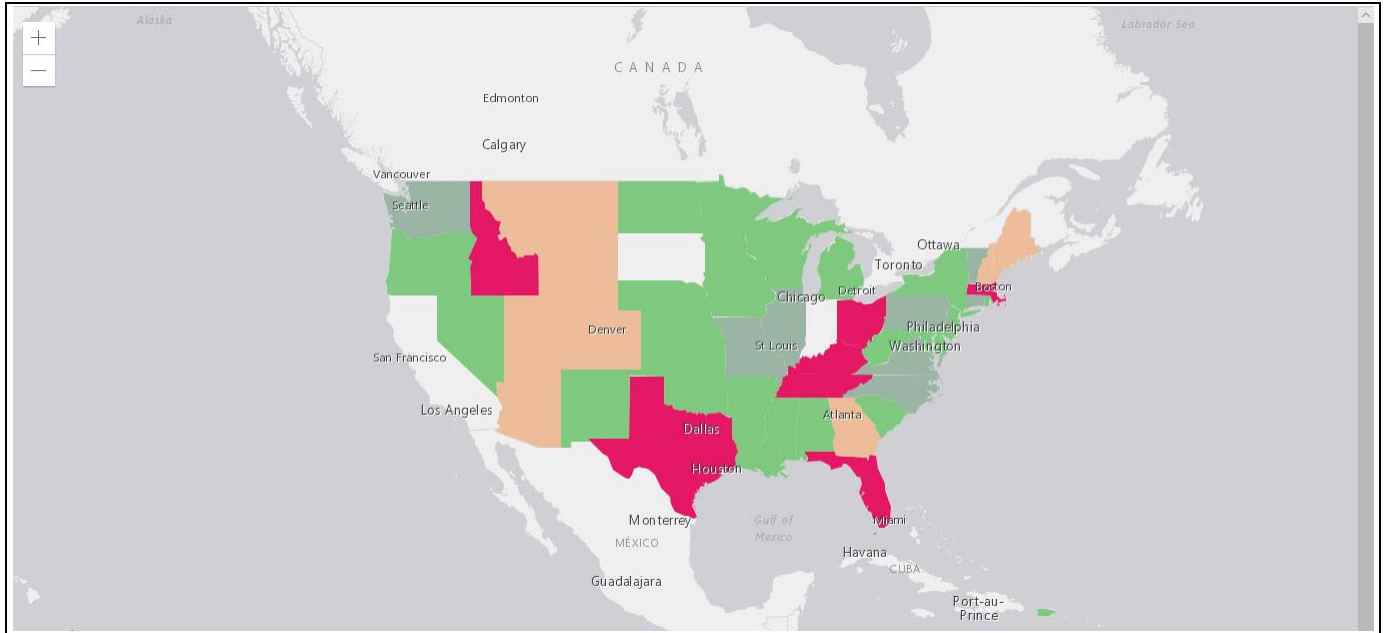 Alaska
Labrador Sea
+
CANADA
Edmonton
Calgary
Vancouver
Seattle
Ottawa
Toronto
Boston
Detroit
Chicago
Philadelphia
Denver
St Louis
Washington
San Francisco
Los Angeles
Atlanta
Dallas
Houston
Monterrey
Gulf of
Mexico
Miami
MÉXICO
Havana
CUBA
Guadalajara
Port-au-
Prince